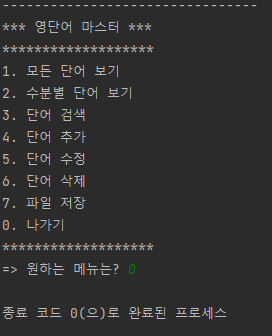 --------------------------------
*** 영단어 마스터 ***
*******************
1. 모든 단어 보기
2. 수분별 단어 보기
3. 단어 검색
4. 단어 추가
5. 단어 수정
6. 단어 삭제
7. 파일 저장
0. 나가기
*******************
=> 원하는 메뉴는? 0
종료 코드 0(으)로 완료된 프로세스